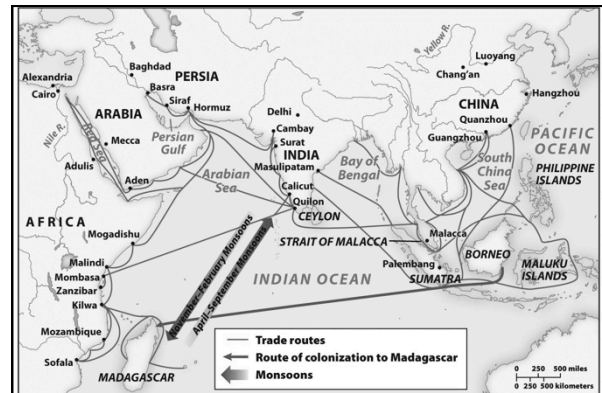 Yellow R.
Luoyang
Chang'an
Baghdad
PERSIA
Alexandria
Basra
CHINA
Hangzhou
Cairo
Siraf
Hormuz
ARABIA
Delhi
Quanzhou
PACIFIC
OCEAN
Nile R.
Red Sea
Mecca
Persian
Gulf
Cambay
Surat
Guangzhou
INDIA
Masulipatam
Bay of
Bengal
South
China
Sea
PHILIPPINE
ISLANDS
Adulis
Aden
Arabian
Sea
Calicut
Quilon
CEYLON
AFRICA
Mogadishu
STRAIT OF MALACCA
Malacca
BORNEO
MALUKU
ISLANDS
Malindi
Mombasa
Zanzibar
Kilwa
November–February Monsoons
April–September Monsoons
INDIAN OCEAN
Palembang
SUMATRA
Mozambique
Sofala
MADAGASCAR
Trade routes
Route of colonization to Madagascar
Monsoons
0 250 500 miles
0 250 500 kilometers